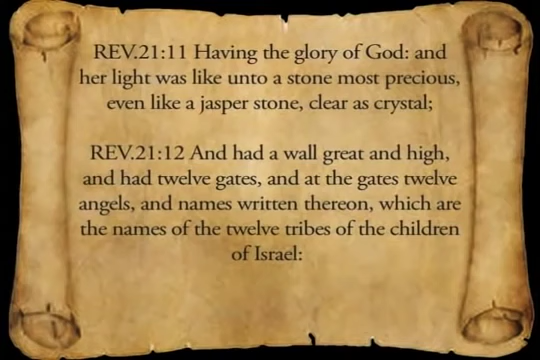 REV.21:11 Having the glory of God: and
her light was like unto a stone most precious,
even like a jasper stone, clear as crystal;
REV.21:12 And had a wall great and high,
and had twelve gates, and at the gates twelve
angels, and names written thereon, which are
the names of the twelve tribes of the children
of Israel: